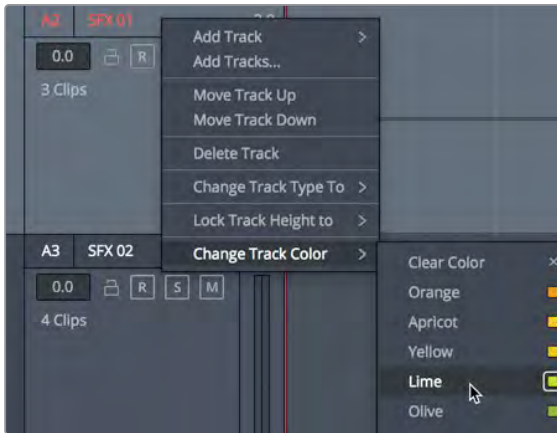 A2 SFX 01 2.0
0.0 R
3 Clips
Add Track >
Add Tracks...
Move Track Up
Move Track Down
Delete Track
Change Track Type To >
Lock Track Height to >
Change Track Color >
A3 SFX 02
0.0 R S M
4 Clips
Clear Color ×
Orange
Apricot
Yellow
Lime
Olive